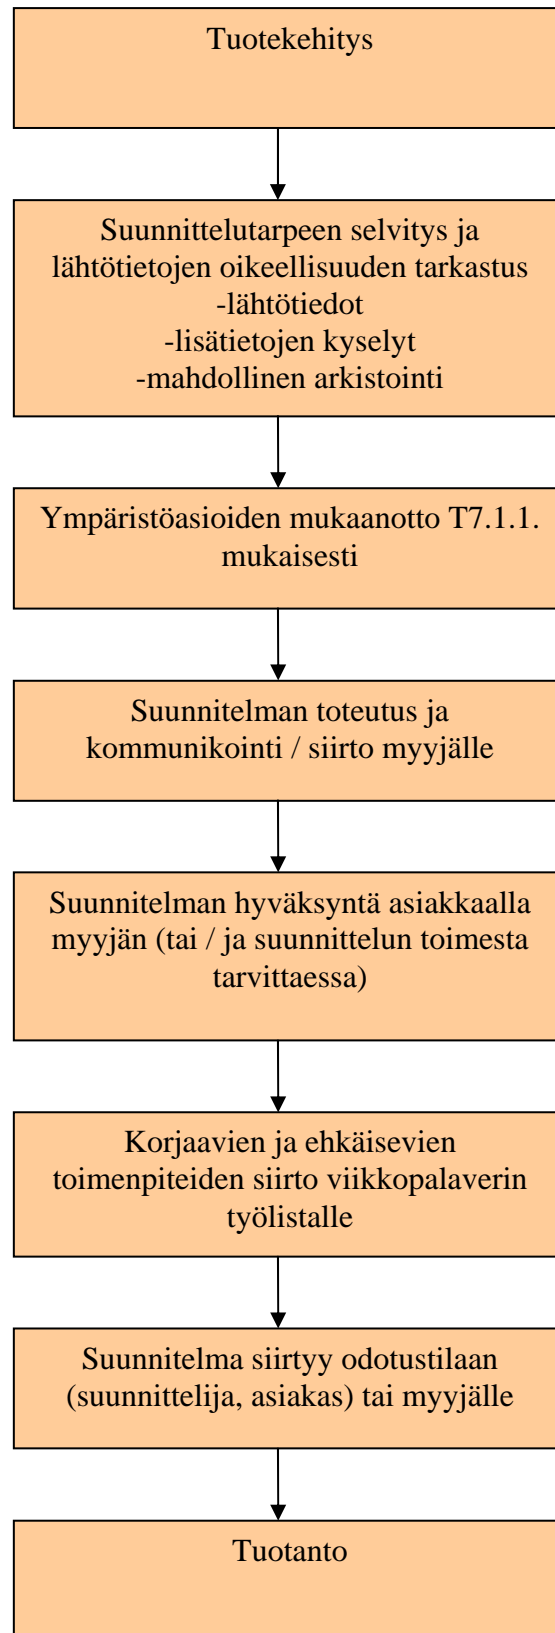 Tuotekehitys
Suunnittelutarpeen selvitys ja
lähtötietojen oikeellisuuden tarkastus
-lähtötiedot
-lisätietojen kyselyt
-mahdollinen arkistointi
Ympäristöasioiden mukaanotto T7.1.1.
mukaisesti
Suunnitelman toteutus ja
kommunikointi / siirto myyjälle
Suunnitelman hyväksyntä asiakkaalla
myyjän (tai / ja suunnittelun toimesta
tarvittaessa)
Korjaavien ja ehkäisevien
toimenpiteiden siirto viikkopalaverin
työlistalle
Suunnitelma siirtyy odotustilaan
(suunnittelija, asiakas) tai myyjälle
Tuotanto